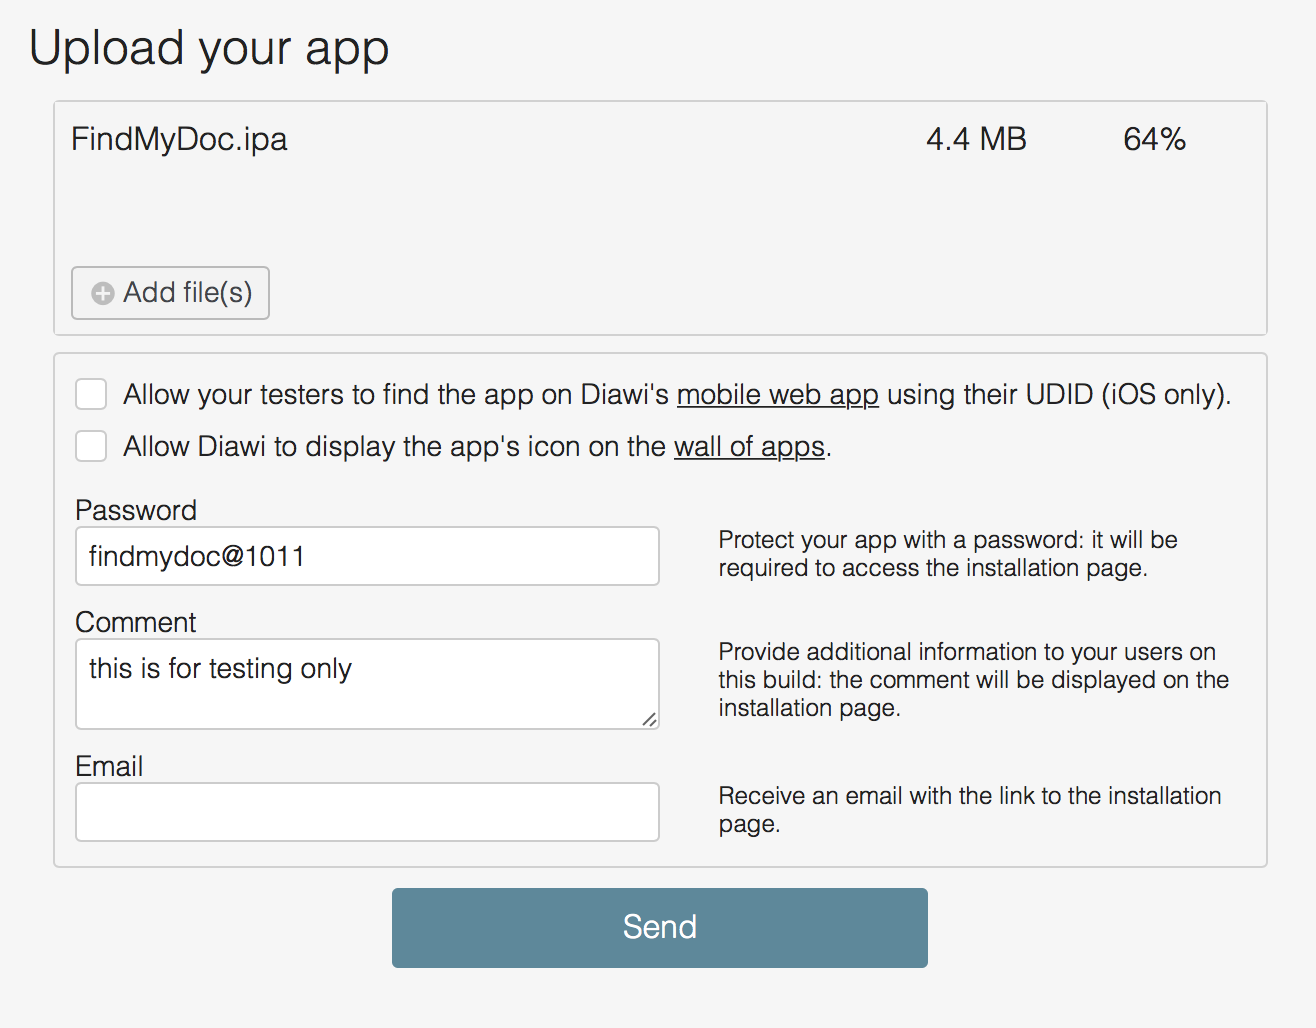 Upload your app
FindMyDoc.ipa 4.4 MB 64%
Add file(s)
Allow your testers to find the app on Diawi's mobile web app using their UDID (iOS only).
Allow Diawi to display the app's icon on the wall of apps.
Password
findmydoc@1011
Protect your app with a password: it will be
required to access the installation page.
Comment
this is for testing only
Provide additional information to your users on
this build: the comment will be displayed on the
installation page.
Email
Receive an email with the link to the installation
page.
Send